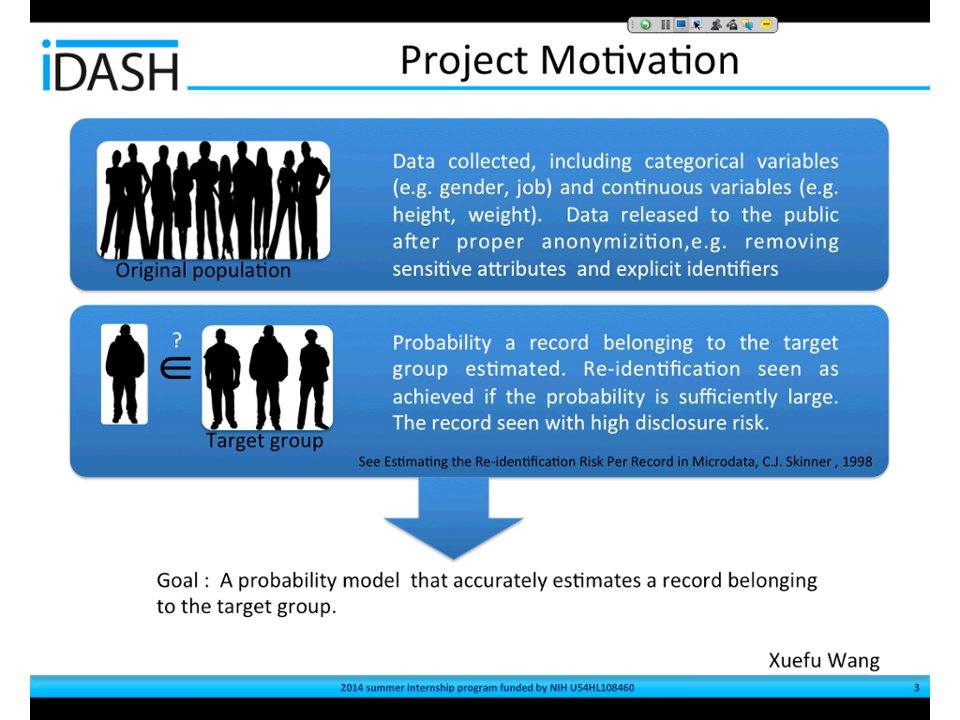 iDASH
Project Motivation
Data collected, including categorical variables
(e.g. gender, job) and continuous variables (e.g.
height, weight). Data released to the public
after proper anonymizition,e.g. removing
sensitive attributes and explicit identifiers
Original population
?
∈
Target group
Probability a record belonging to the target
group estimated. Re-identification seen as
achieved if the probability is sufficiently large.
The record seen with high disclosure risk.
See Estimating the Re-identification Risk Per Record in Microdata, C.J. Skinner , 1998
Goal : A probability model that accurately estimates a record belonging
to the target group.
Xuefu Wang
2014 summer internship program funded by NIH U54HL108460
3